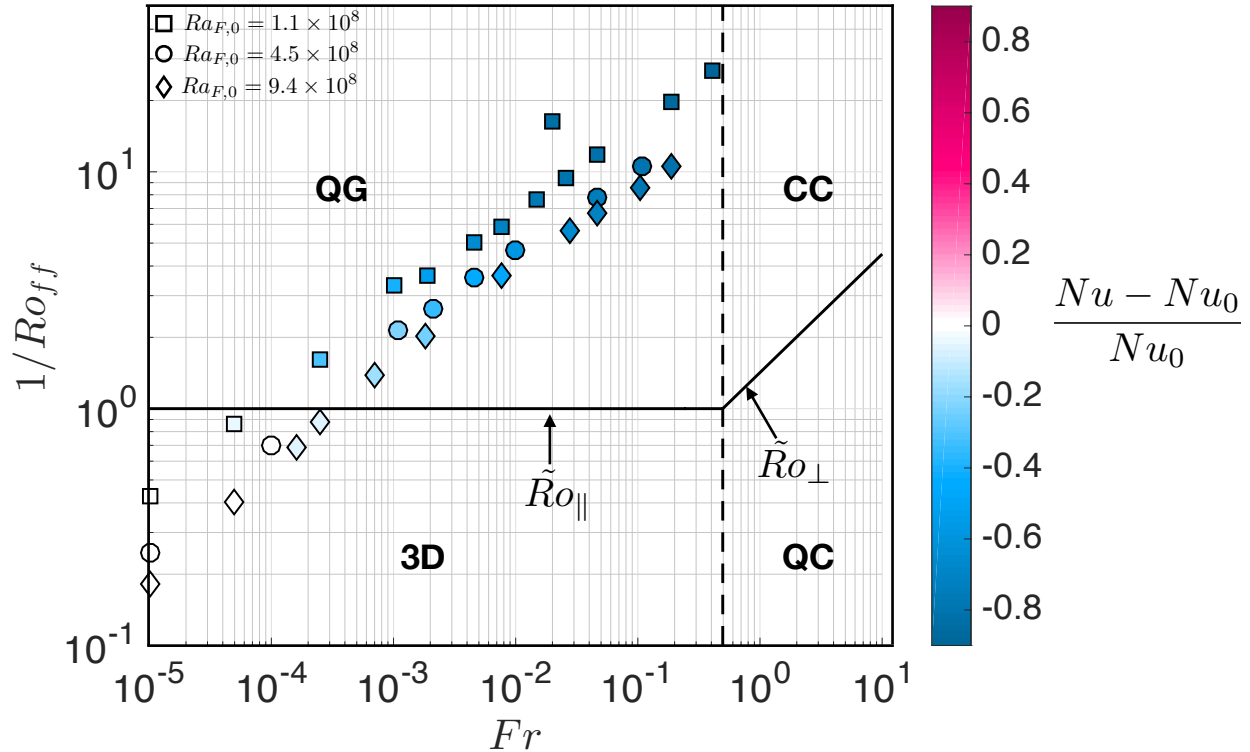 Ra_{F,0} = 1.1 × 10^8
Ra_{F,0} = 4.5 × 10^8
Ra_{F,0} = 9.4 × 10^8
10^1
10^0
10^{-1}
1/Ro_{ff}
QG
CC
3D
QC
R̃o_∥
R̃o_⊥
10^{-5}
10^{-4}
10^{-3}
10^{-2}
10^{-1}
10^0
10^1
Fr
0.8
0.6
0.4
0.2
0
-0.2
-0.4
-0.6
-0.8
Nu − Nu_0
Nu_0